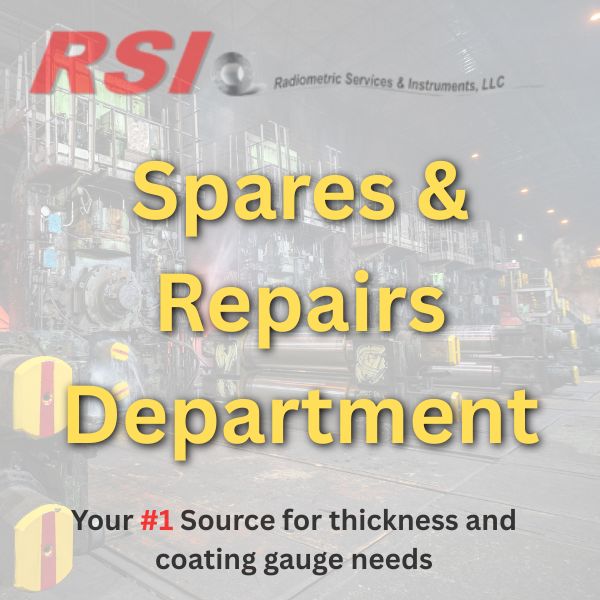 RSI
Radiometric Services & Instruments, LLC
Spares &
Repairs
Department
Your #1 Source for thickness and
coating gauge needs